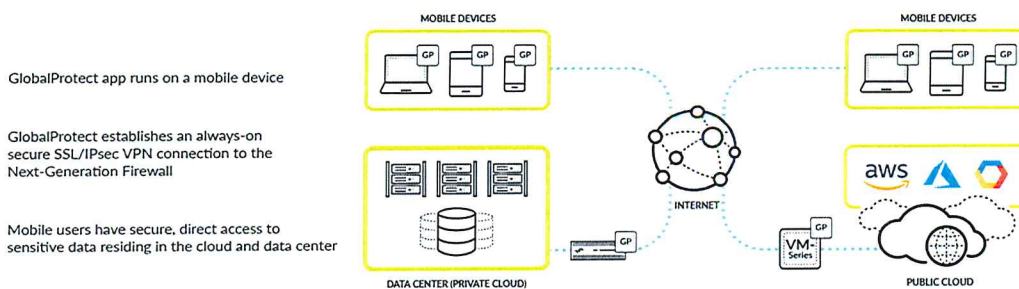 GlobalProtect app runs on a mobile device
GlobalProtect establishes an always-on
secure SSL/IPsec VPN connection to the
Next-Generation Firewall
Mobile users have secure, direct access to
sensitive data residing in the cloud and data center
MOBILE DEVICES
GP
GP
GP
DATA CENTER (PRIVATE CLOUD)
GP
INTERNET
MOBILE DEVICES
GP
GP
GP
aws
GP
VM-
Series
PUBLIC CLOUD